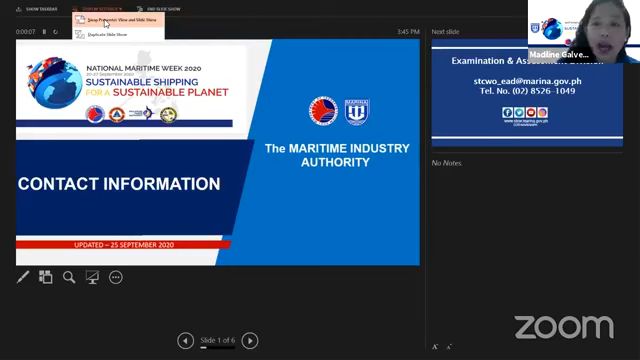 SHOW TASKBAR
DISPLAY SETTINGS
END SLIDE SHOW
Swap Presenter View and Slide Show
Duplicate Slide Show
0:00:07
3:45 PM
NATIONAL MARITIME WEEK 2020
SUSTAINABLE SHIPPING
FOR A SUSTAINABLE PLANET
MARINA
The MARITIME INDUSTRY
AUTHORITY
CONTACT INFORMATION
UPDATED – 25 SEPTEMBER 2020
Slide 1 of 6
Next slide
Examination & Assessment
stcwo_ead@marina.gov.ph
Tel. No. (02) 8526–1049
No Notes
Madline Galve...
zoom